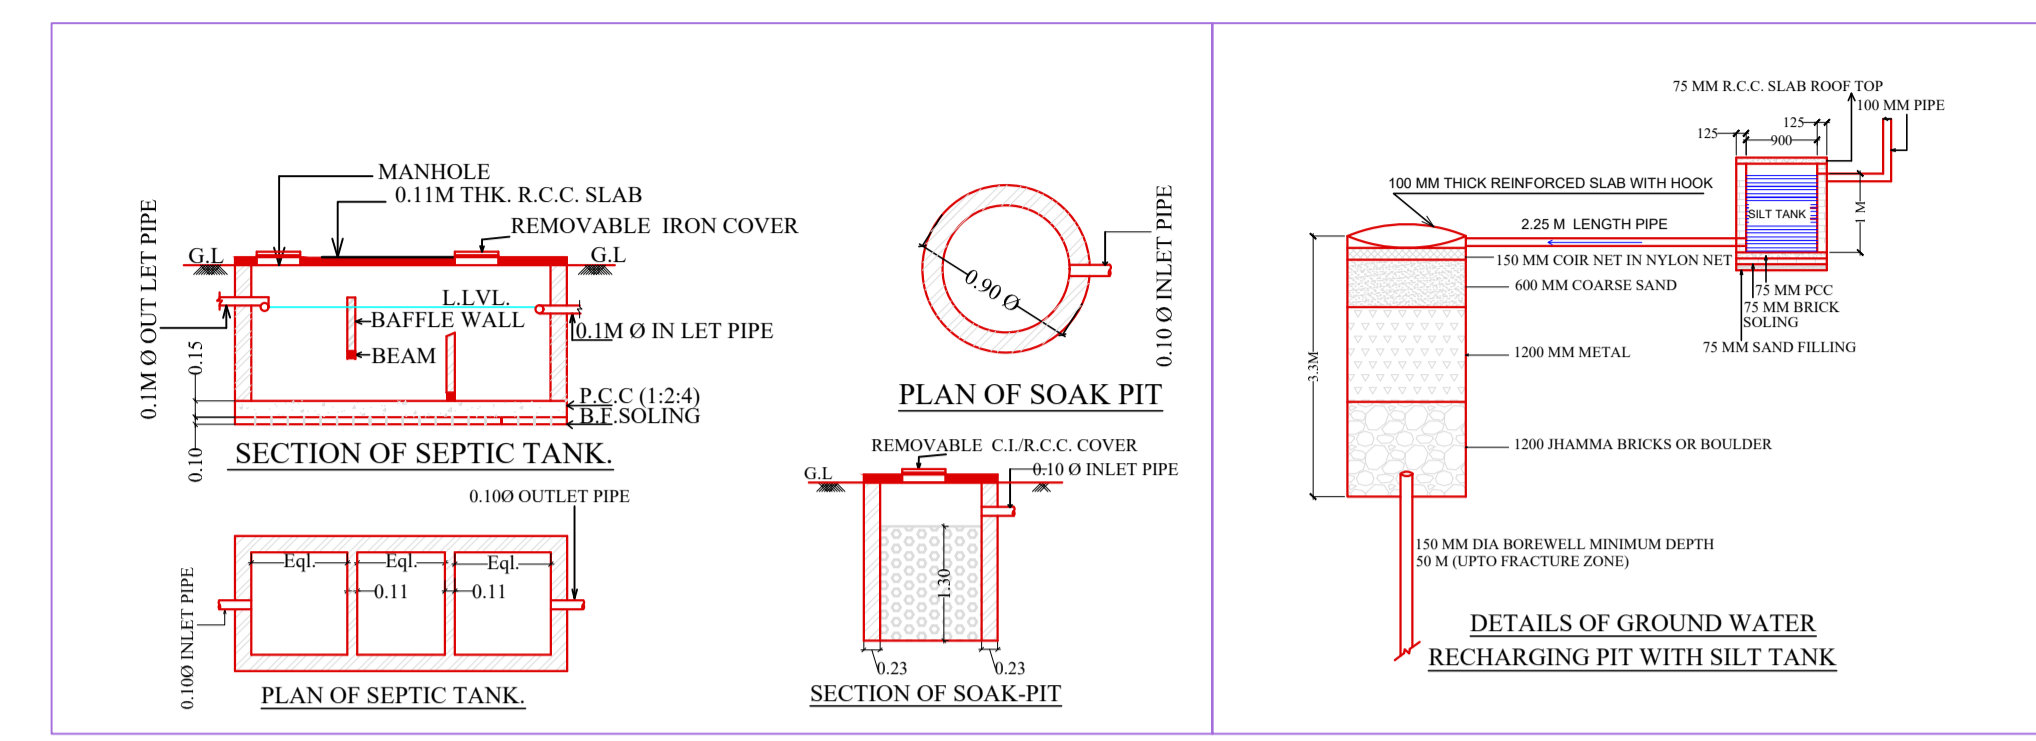 MANHOLE
0.11M THK. R.C.C. SLAB
REMOVABLE IRON COVER
G.L
G.L
0.1M Ø OUT LET PIPE
L.LVL.
BAFFLE WALL
0.1M Ø IN LET PIPE
BEAM
0.15
P.C.C (1:2:4)
B.F.SOLING
0.10
SECTION OF SEPTIC TANK.
0.10Ø OUTLET PIPE
Eql.
Eql.
Eql.
0.11
0.11
0.10Ø INLET PIPE
PLAN OF SEPTIC TANK.
0.90 Ø
0.10 Ø INLET PIPE
PLAN OF SOAK PIT
REMOVABLE C.I./R.C.C. COVER
G.L
0.10 Ø INLET PIPE
1.30
0.23
0.23
SECTION OF SOAK-PIT
75 MM R.C.C. SLAB ROOF TOP
100 MM PIPE
125
125
900
100 MM THICK REINFORCED SLAB WITH HOOK
SILT TANK
1 M
2.25 M LENGTH PIPE
150 MM COIR NET IN NYLON NET
600 MM COARSE SAND
75 MM PCC
75 MM BRICK
SOLING
75 MM SAND FILLING
1200 MM METAL
3.3M
1200 JHAMMA BRICKS OR BOULDER
150 MM DIA BOREWELL MINIMUM DEPTH
50 M (UPTO FRACTURE ZONE)
DETAILS OF GROUND WATER
RECHARGING PIT WITH SILT TANK